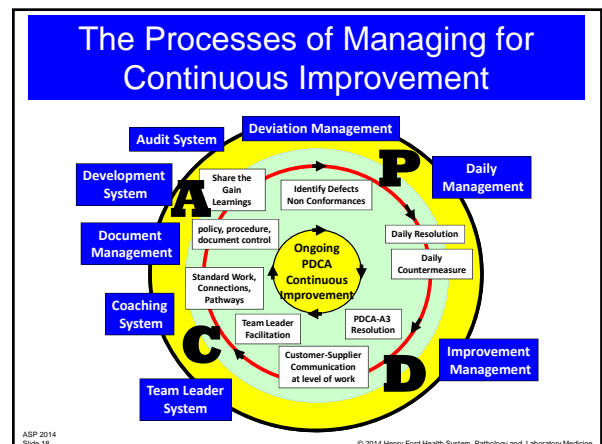 The Processes of Managing for
Continuous Improvement
Deviation Management
Audit System
Development
System
Document
Management
Coaching
System
Team Leader
System
Daily
Management
Improvement
Management
P
D
C
A
Identify Defects
Non Conformances
Daily Resolution
Daily
Countermeasure
PDCA-A3
Resolution
Customer-Supplier
Communication
at level of work
Team Leader
Facilitation
Standard Work,
Connections,
Pathways
policy, procedure,
document control
Share the
Gain
Learnings
Ongoing
PDCA
Continuous
Improvement
ASP 2014
Slide 18
© 2014 Henry Ford Health System, Pathology and Laboratory Medicine